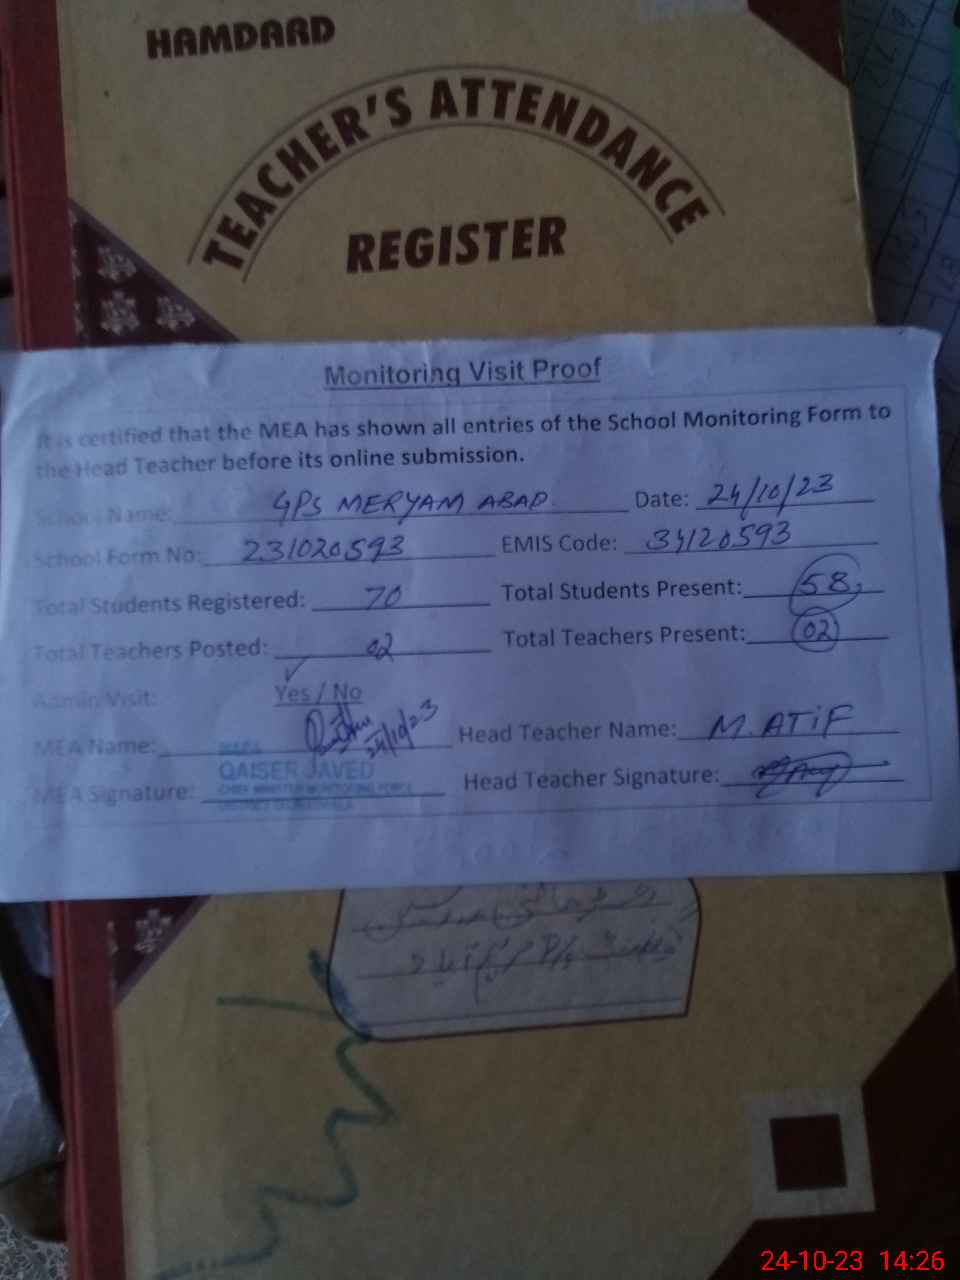 HAMDARD
TEACHER'S ATTENDANCE
REGISTER
Monitoring Visit Proof
It is certified that the MEA has shown all entries of the School Monitoring Form to
the Head Teacher before its online submission.
School Name: GPS MERYAM ABAD Date: 24/10/23
School Form No: 231020593 EMIS Code: 34120593
Total Students Registered: 70 Total Students Present: 58
Total Teachers Posted: 02 Total Teachers Present: 02
Admin Visit: Yes / No
24/10/23
MEA Name: Head Teacher Name: M. ATIF
QAISER JAVED
CHIEF MINISTER MONITORING FORCE
MEA Signature: Head Teacher Signature:
24-10-23 14:26